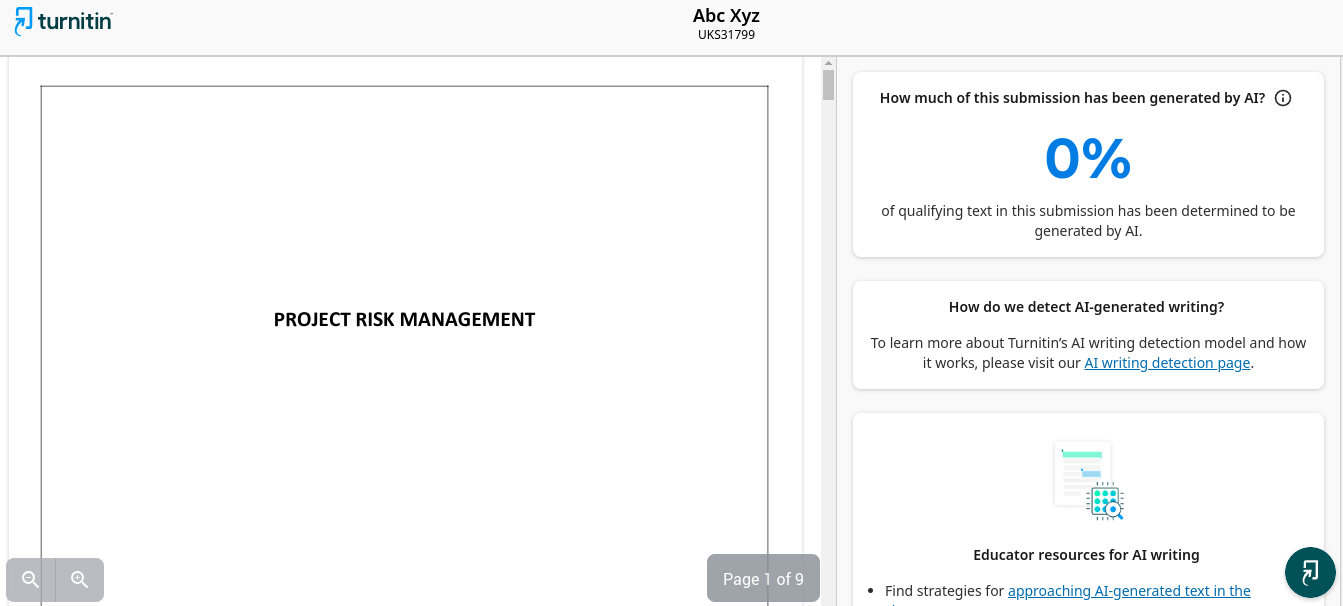 turnitin
Abc Xyz
UKS31799
PROJECT RISK MANAGEMENT
Page 1 of 9
How much of this submission has been generated by AI?
0%
of qualifying text in this submission has been determined to be
generated by AI.
How do we detect AI-generated writing?
To learn more about Turnitin's AI writing detection model and how
it works, please visit our AI writing detection page.
Educator resources for AI writing
• Find strategies for approaching AI-generated text in the